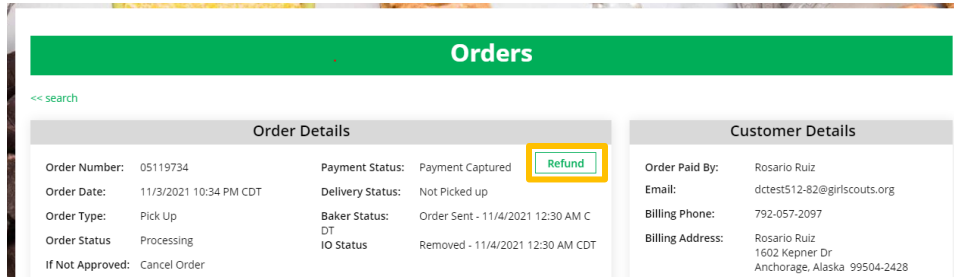 Orders
<< search
Order Details
Order Number: 05119734
Payment Status: Payment Captured
Refund
Order Date: 11/3/2021 10:34 PM CDT
Delivery Status: Not Picked up
Order Type: Pick Up
Baker Status: Order Sent - 11/4/2021 12:30 AM C
DT
Order Status Processing
IO Status Removed - 11/4/2021 12:30 AM CDT
If Not Approved: Cancel Order
Customer Details
Order Paid By: Rosario Ruiz
Email: dctest512-82@girlscouts.org
Billing Phone: 792-057-2097
Billing Address: Rosario Ruiz
1602 Kepner Dr
Anchorage, Alaska 99504-2428